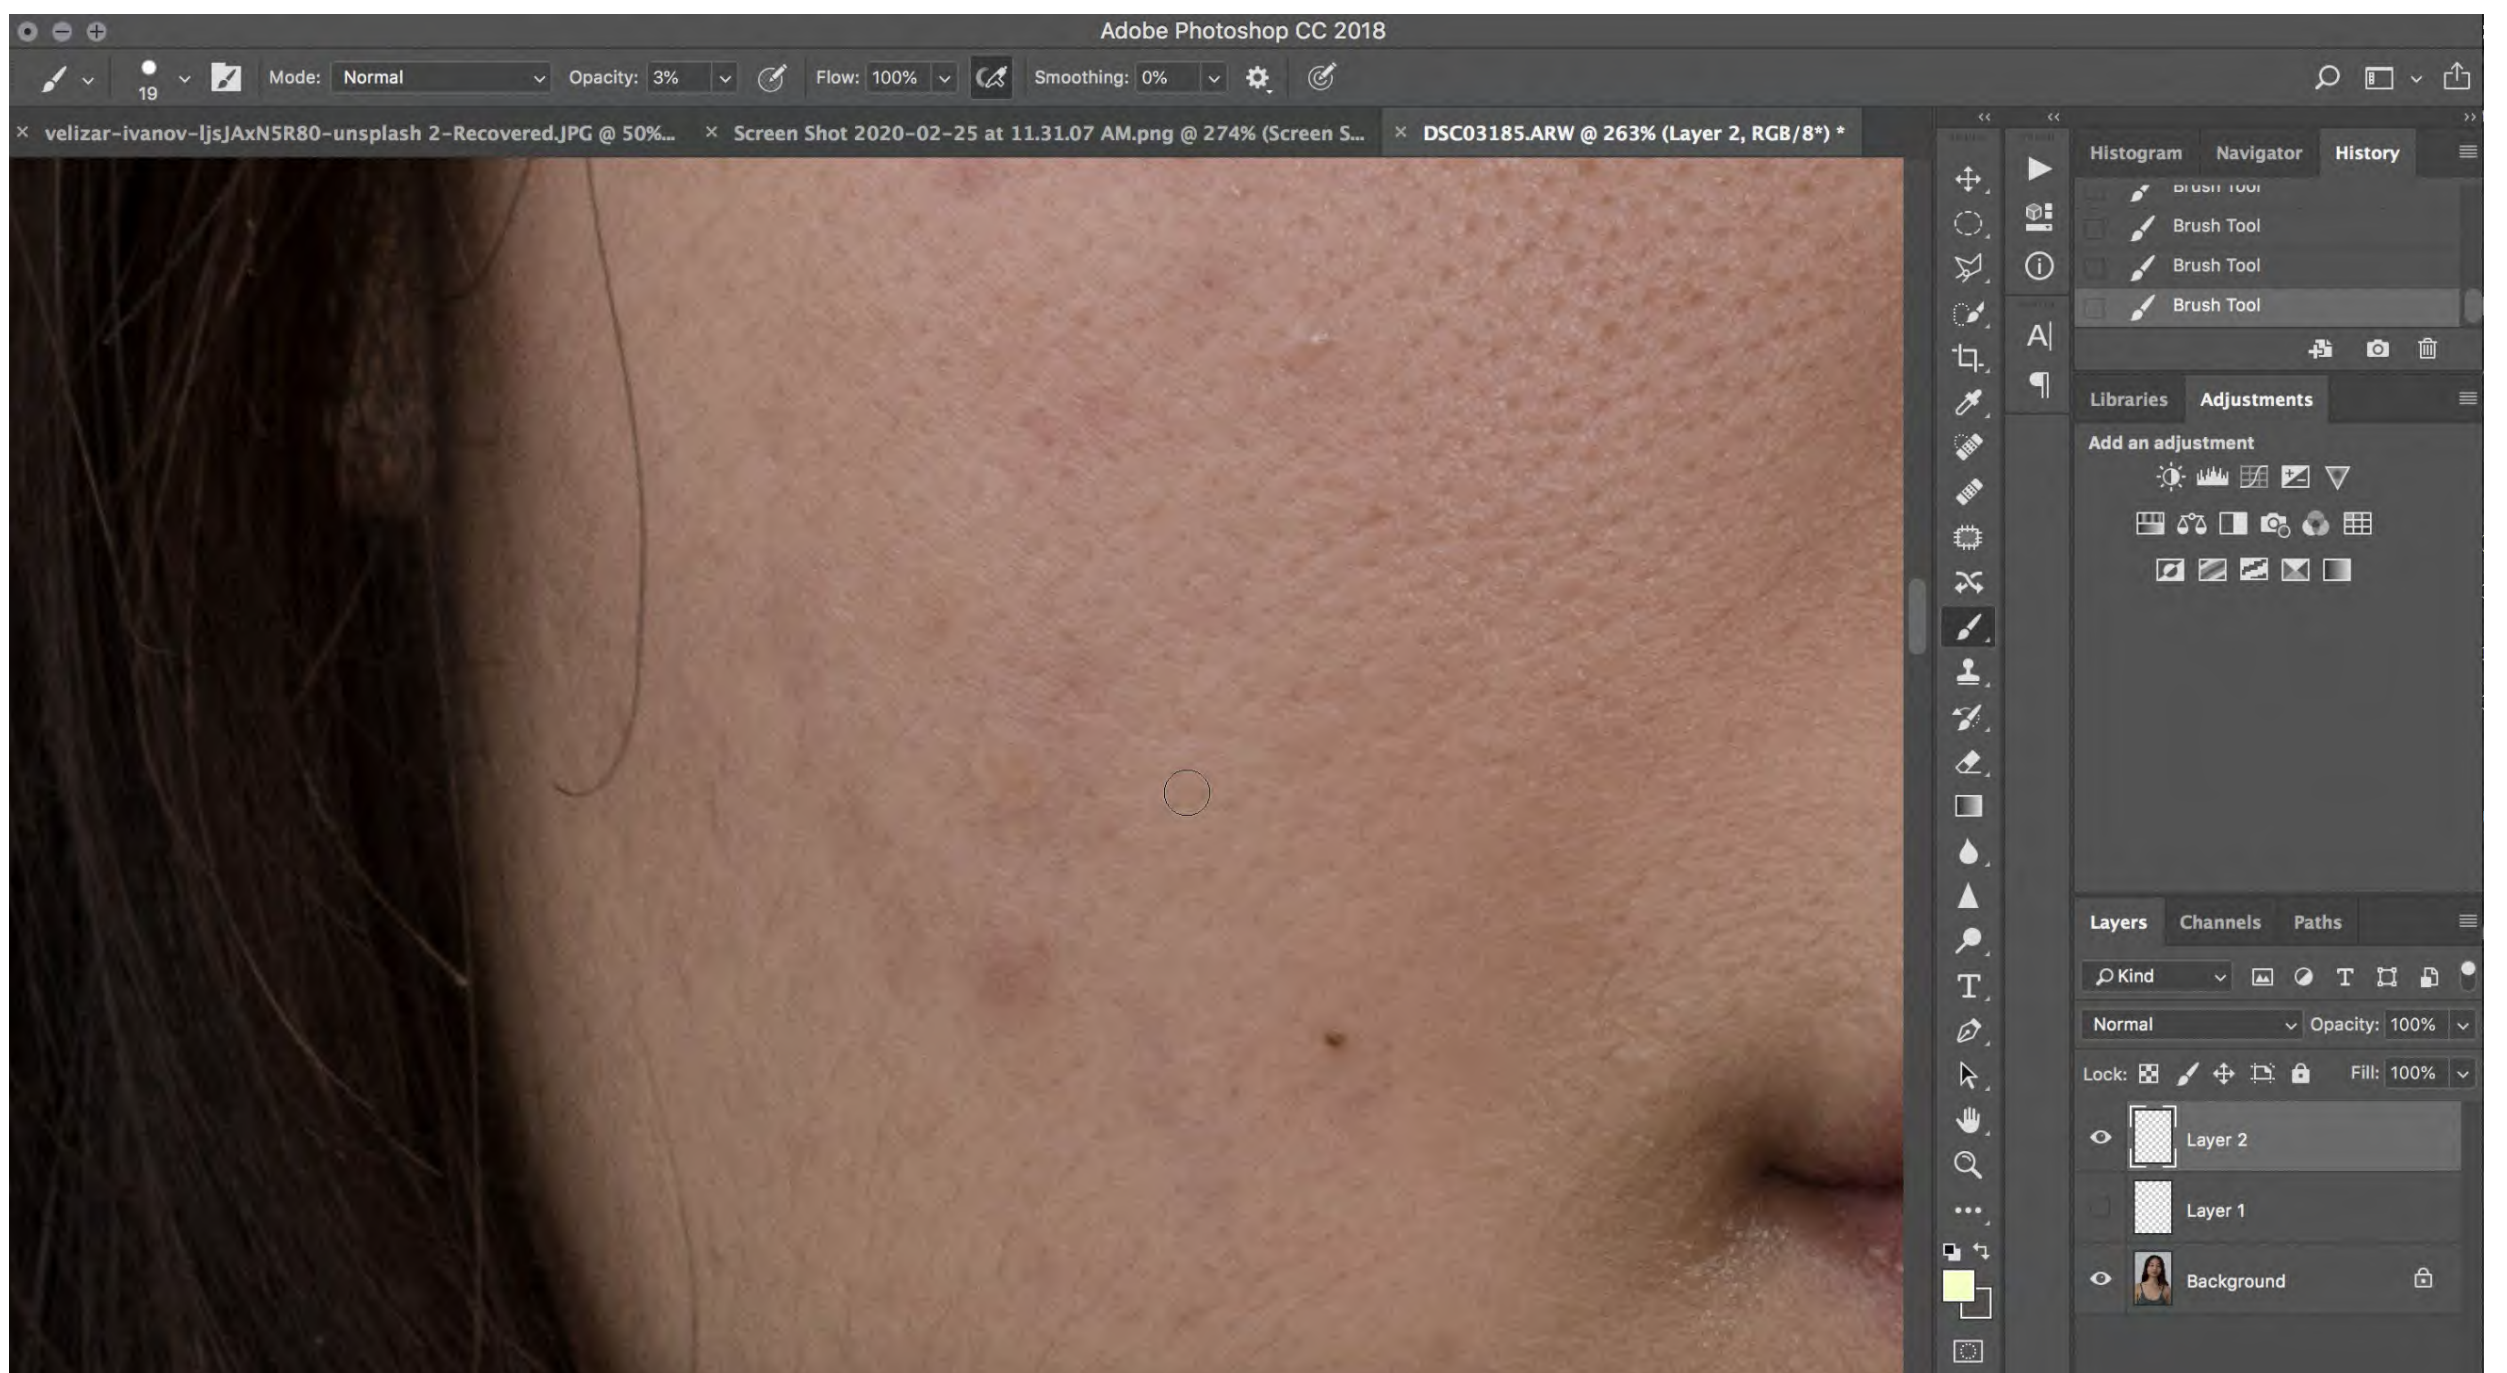 Adobe Photoshop CC 2018
19
Mode: Normal
Opacity: 3%
Flow: 100%
Smoothing: 0%
velizar-ivanov-ljsJAxN5R80-unsplash 2-Recovered.JPG @ 50%...
Screen Shot 2020-02-25 at 11.31.07 AM.png @ 274% (Screen S...
DSC03185.ARW @ 263% (Layer 2, RGB/8*) *
Histogram
Navigator
History
Brush Tool
Brush Tool
Brush Tool
Brush Tool
Libraries
Adjustments
Add an adjustment
Layers
Channels
Paths
Kind
Normal
Opacity: 100%
Lock:
Fill: 100%
Layer 2
Layer 1
Background